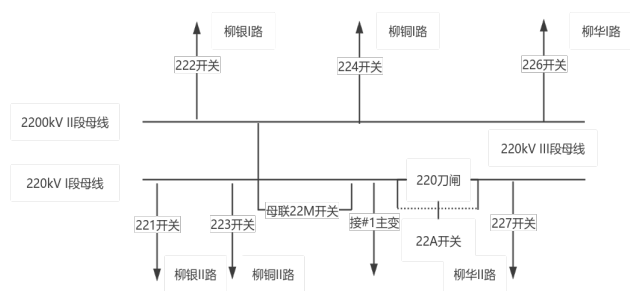 柳银I路
柳铜I路
柳华I路
222开关
224开关
226开关
2200kV II段母线
220kV III段母线
220kV I段母线
220刀闸
母联22M开关
221开关
223开关
接#1主变
227开关
22A开关
柳银II路
柳铜II路
柳华II路